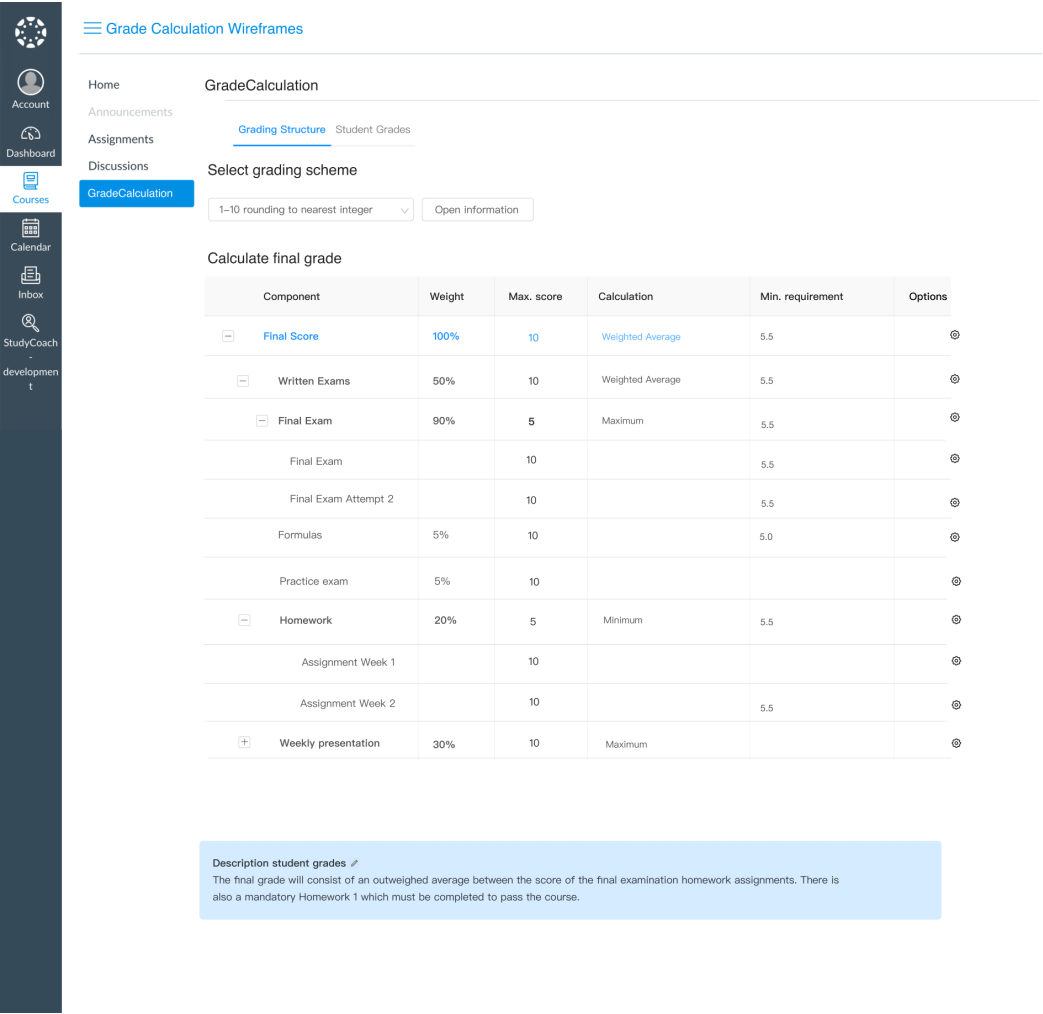 Grade Calculation Wireframes
Account
Dashboard
Courses
Calendar
Inbox
StudyCoach
-
developmen
t
Home
Announcements
Assignments
Discussions
GradeCalculation
GradeCalculation
Grading Structure Student Grades
Select grading scheme
1-10 rounding to nearest integer Open information
Calculate final grade
Component Weight Max. score Calculation Min. requirement Options
Final Score 100% 10 Weighted Average 5.5
Written Exams 50% 10 Weighted Average 5.5
Final Exam 90% 5 Maximum 5.5
Final Exam 10 5.5
Final Exam Attempt 2 10 5.5
Formulas 5% 10 5.0
Practice exam 5% 10
Homework 20% 5 Minimum 5.5
Assignment Week 1 10
Assignment Week 2 10 5.5
Weekly presentation 30% 10 Maximum
Description student grades
The final grade will consist of an outweighed average between the score of the final examination homework assignments. There is
also a mandatory Homework 1 which must be completed to pass the course.